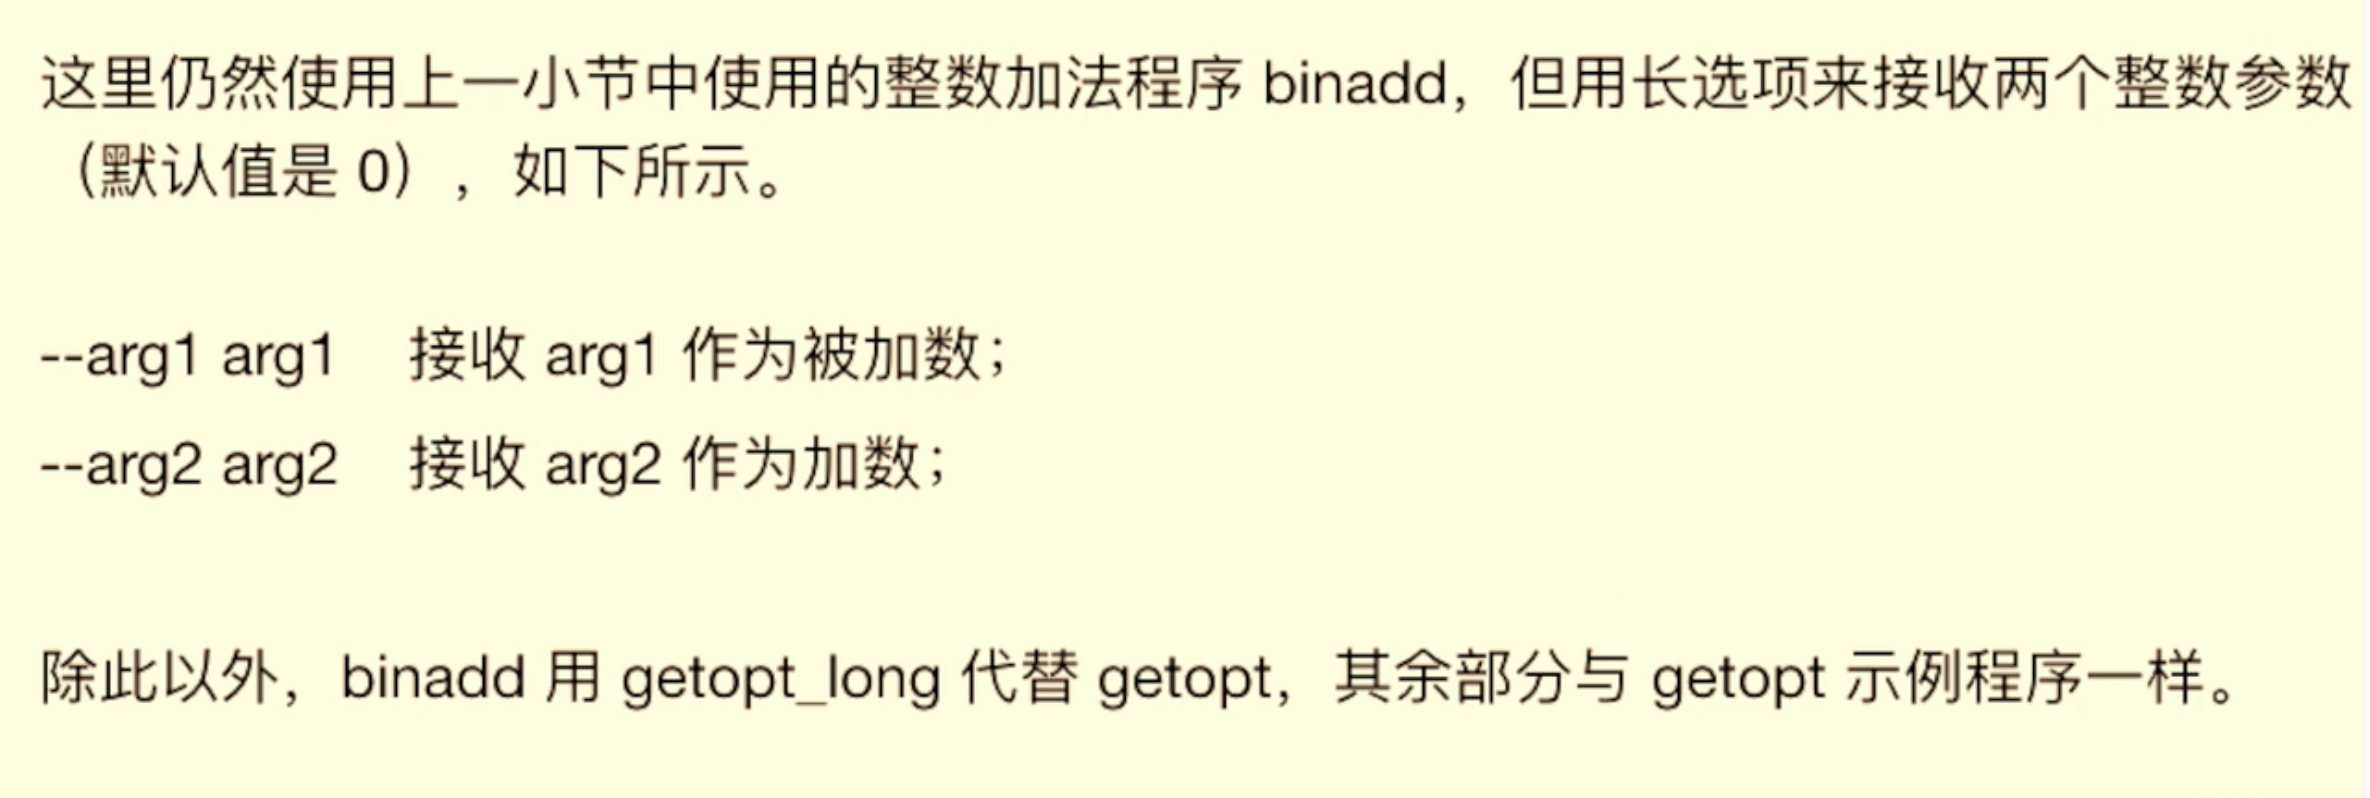 这里仍然使用上一小节中使用的整数加法程序 binadd，但用长选项来接收两个整数参数
（默认值是 0），如下所示。
--arg1 arg1 接收 arg1 作为被加数；
--arg2 arg2 接收 arg2 作为加数；
除此以外，binadd 用 getopt_long 代替 getopt，其余部分与 getopt 示例程序一样。